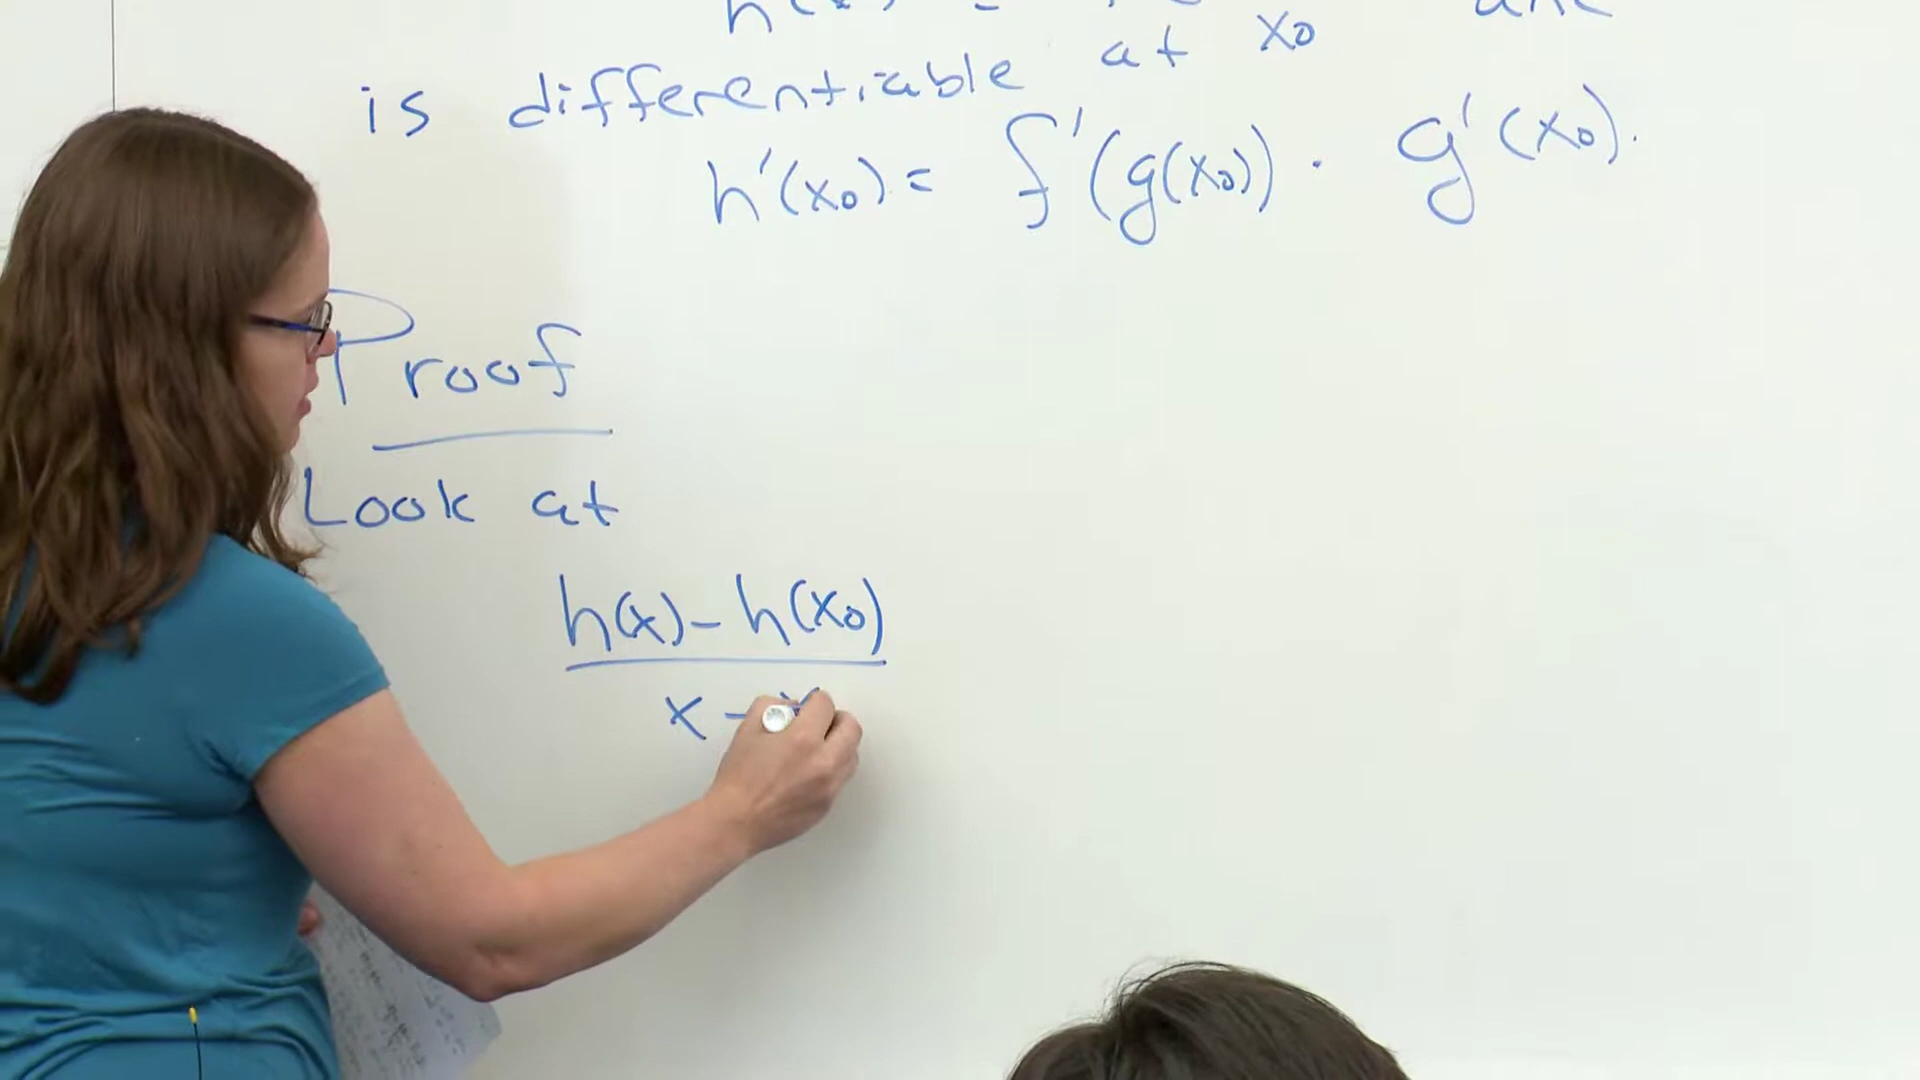 is differentiable at x₀
h'(x₀) = f'(g(x₀)) · g'(x₀).
Proof
Look at
h(x) - h(x₀)
x -